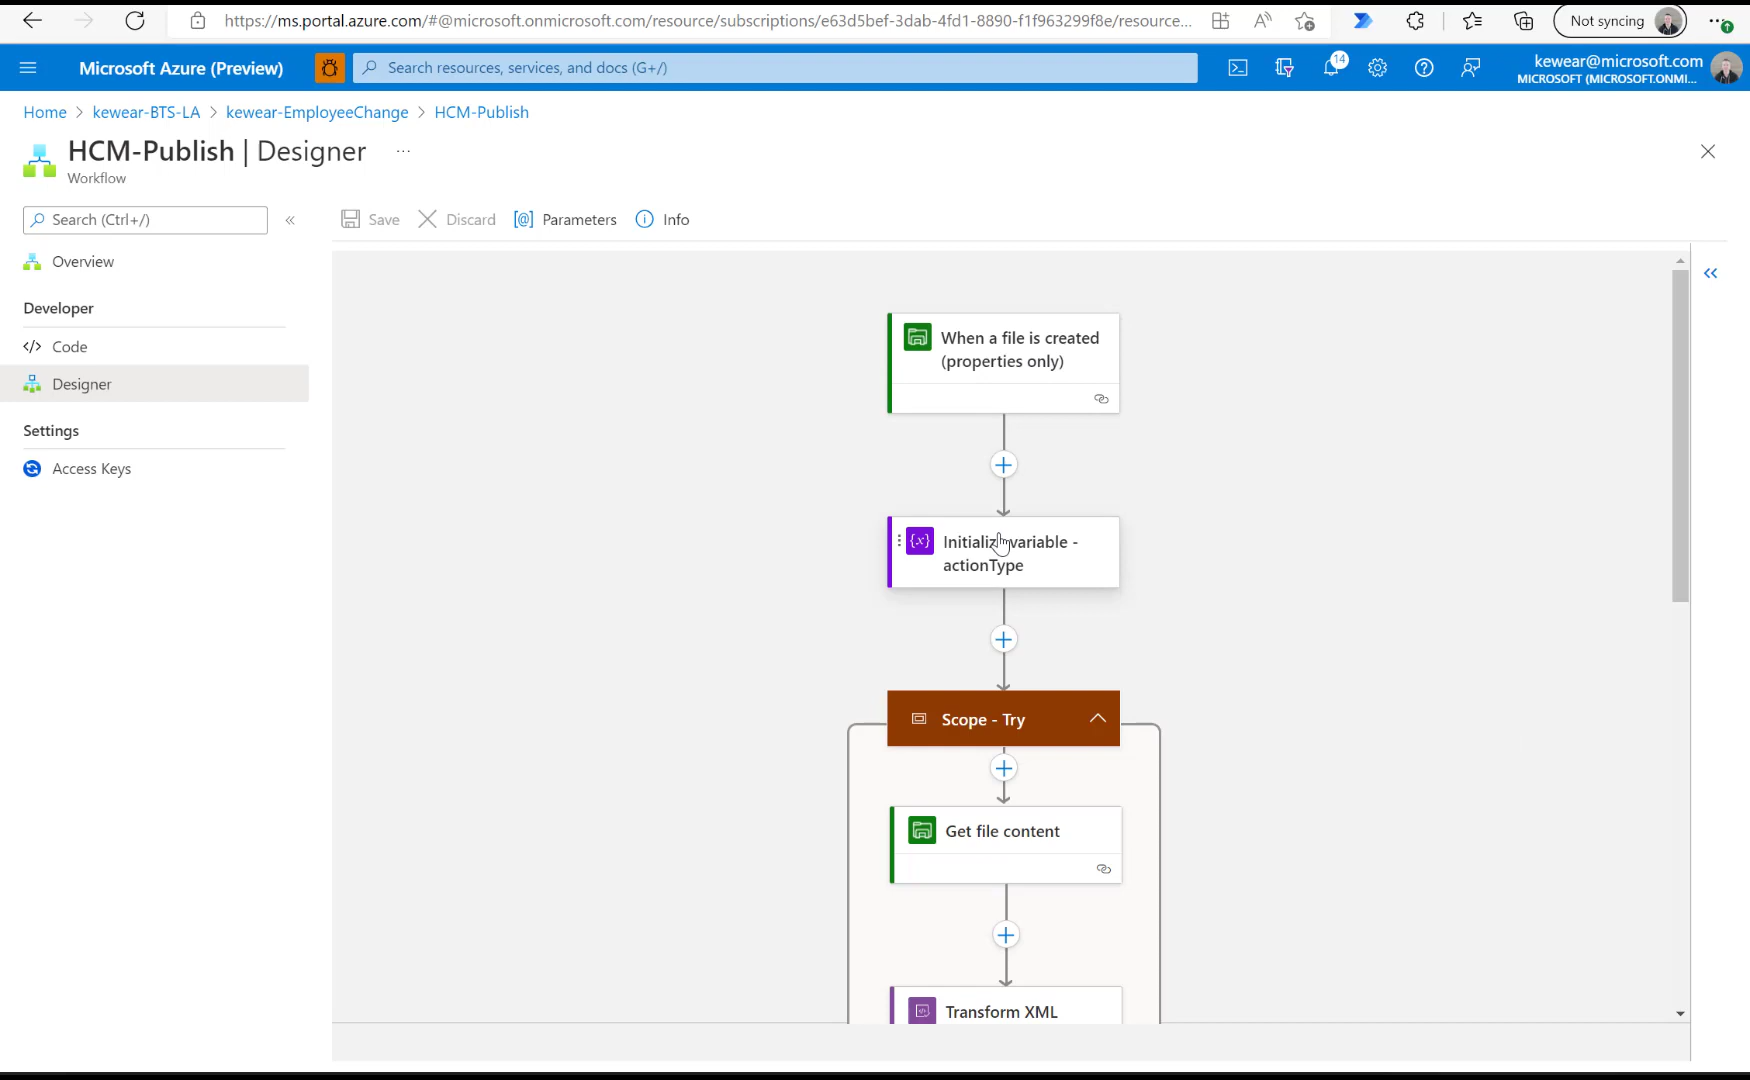 https://ms.portal.azure.com/#@microsoft.onmicrosoft.com/resource/subscriptions/e63d5bef-3dab-4fd1-8890-f1f963299f8e/resource...
Not syncing
Microsoft Azure (Preview)
Search resources, services, and docs (G+/)
14
kewear@microsoft.com
MICROSOFT (MICROSOFT.ONMI...
Home > kewear-BTS-LA > kewear-EmployeeChange > HCM-Publish
HCM-Publish | Designer ...
Workflow
Search (Ctrl+/)
«
Save
Discard
Parameters
Info
Overview
Developer
Code
Designer
Settings
Access Keys
When a file is created
(properties only)
Initialize variable -
actionType
Scope - Try
Get file content
Transform XML